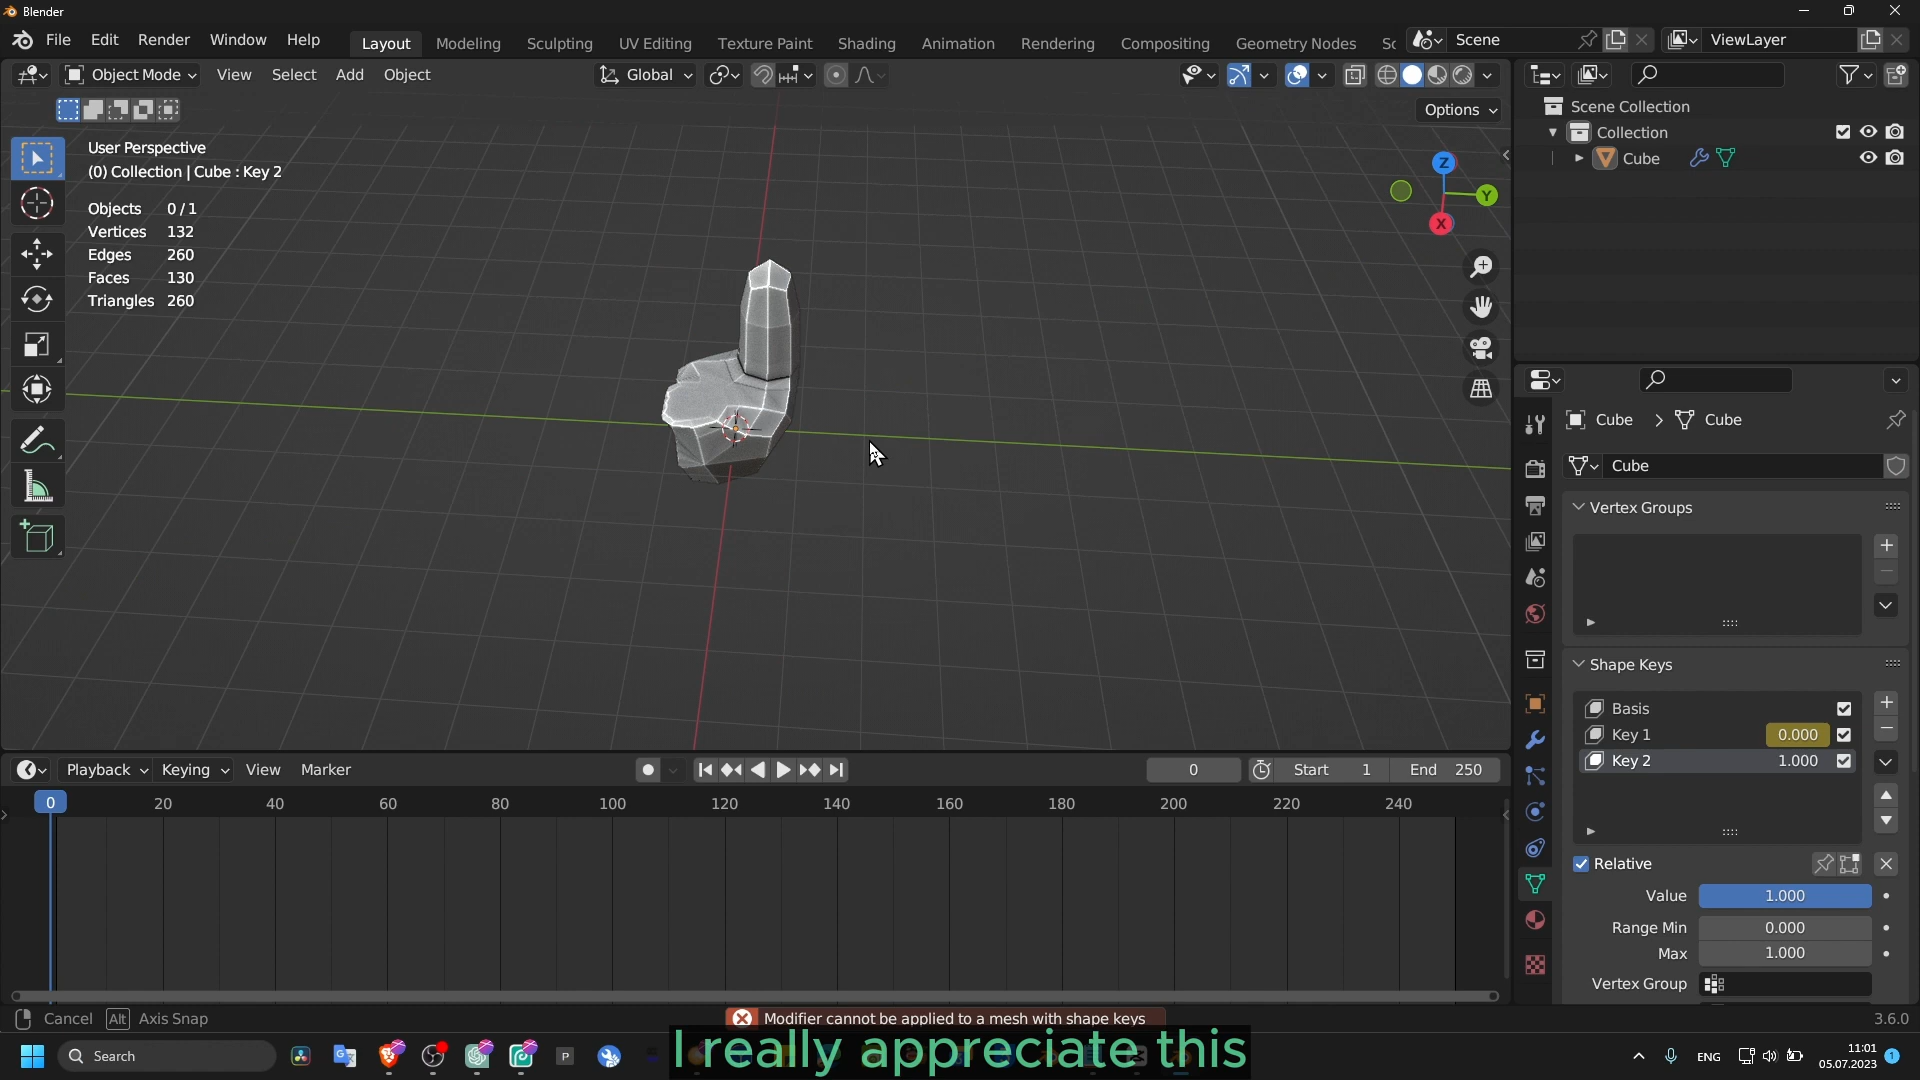 Blender
File Edit Render Window Help
Layout Modeling Sculpting UV Editing Texture Paint Shading Animation Rendering Compositing Geometry Nodes Sc
Scene
ViewLayer
Object Mode View Select Add Object
Global
Options
User Perspective
(0) Collection | Cube : Key 2
Objects 0/1
Vertices 132
Edges 260
Faces 130
Triangles 260
Z
Y
X
Scene Collection
Collection
Cube
Cube > Cube
Cube
Vertex Groups
Shape Keys
Basis
Key 1 0.000
Key 2 1.000
Relative
Value 1.000
Range Min 0.000
Max 1.000
Vertex Group
Playback Keying View Marker
0
Start 1
End 250
0 20 40 60 80 100 120 140 160 180 200 220 240
Cancel Alt Axis Snap
Modifier cannot be applied to a mesh with shape keys
3.6.0
I really appreciate this
Search
P
ENG
11:01
05.07.2023
1